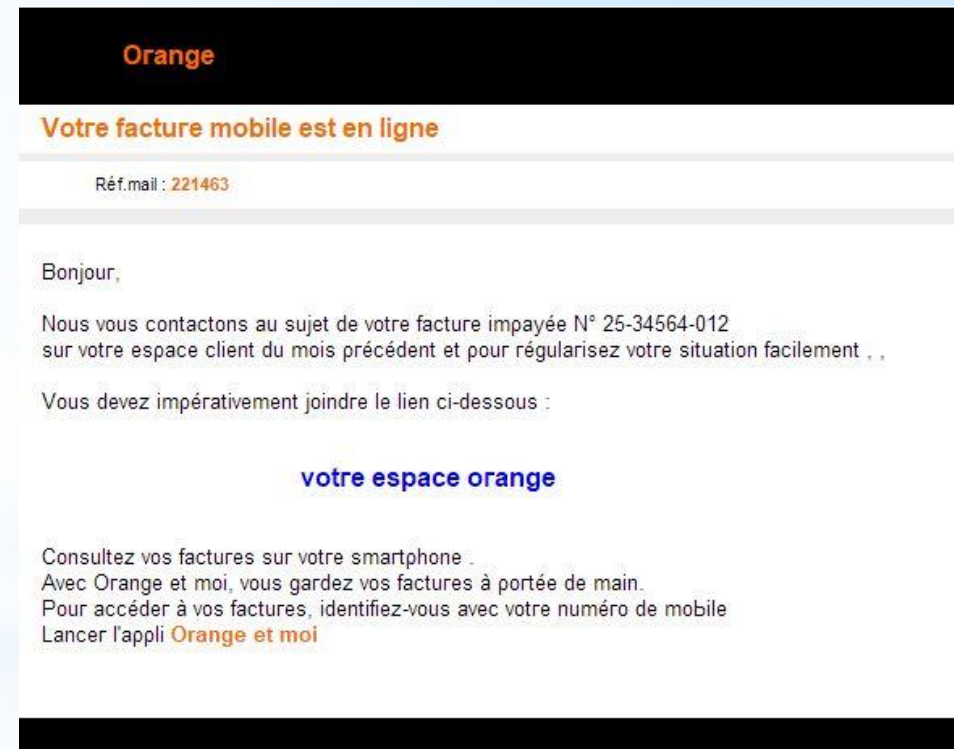 Orange
Votre facture mobile est en ligne
Réf.mail : 221463
Bonjour,
Nous vous contactons au sujet de votre facture impayée N° 25-34564-012
sur votre espace client du mois précédent et pour régularisez votre situation facilement , ,
Vous devez impérativement joindre le lien ci-dessous :
votre espace orange
Consultez vos factures sur votre smartphone .
Avec Orange et moi, vous gardez vos factures à portée de main.
Pour accéder à vos factures, identifiez-vous avec votre numéro de mobile
Lancer l'appli Orange et moi